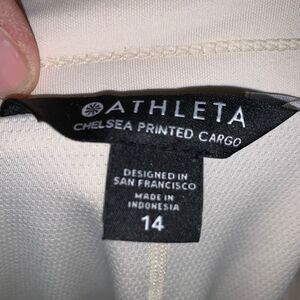 ATHLETA
CHELSEA PRINTED CARGO
DESIGNED IN
SAN FRANCISCO
MADE IN
INDONESIA
14